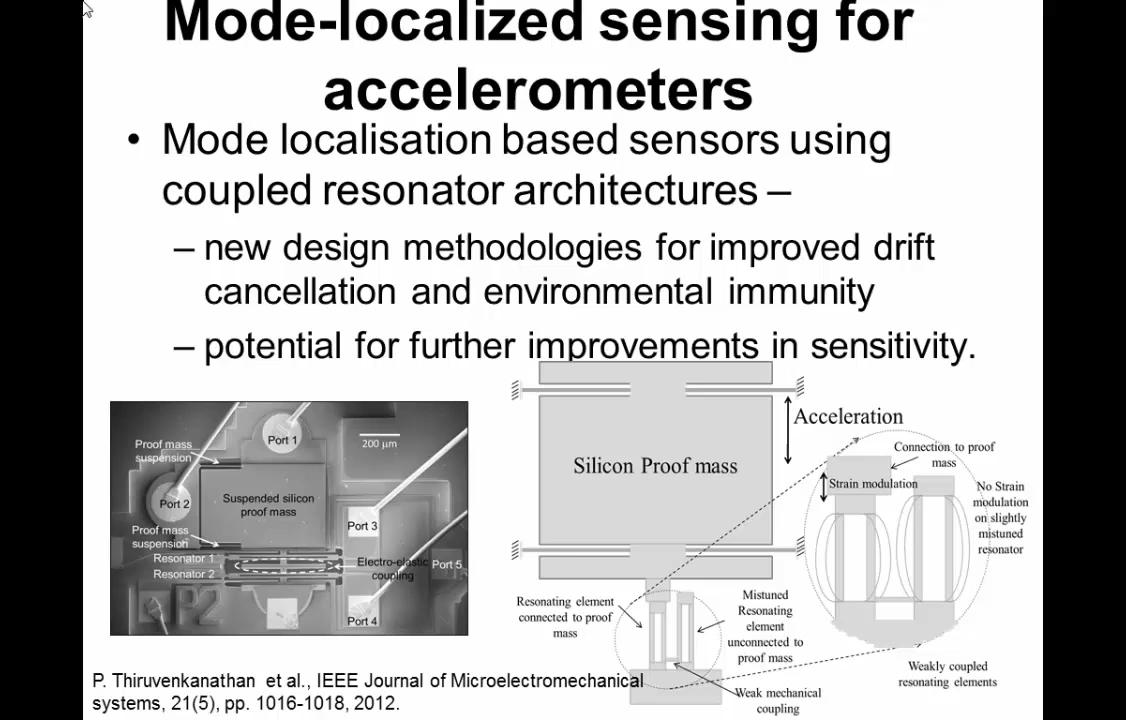 Mode-localized sensing for
accelerometers
• Mode localisation based sensors using
coupled resonator architectures –
– new design methodologies for improved drift
cancellation and environmental immunity
– potential for further improvements in sensitivity.
Port 1
200 μm
Proof mass
suspension
Suspended silicon
proof mass
Port 2
Port 3
Proof mass
suspension
Resonator 1
Resonator 2
Electro-elastic
coupling
Port 5
P2
Port 4
Silicon Proof mass
Acceleration
Connection to proof
mass
Strain modulation
No Strain
modulation
on slightly
mistuned
resonator
Resonating element
connected to proof
mass
Mistuned
Resonating
element
unconnected to
proof mass
Weakly coupled
resonating elements
Weak mechanical
coupling
P. Thiruvenkanathan et al., IEEE Journal of Microelectromechanical
systems, 21(5), pp. 1016-1018, 2012.